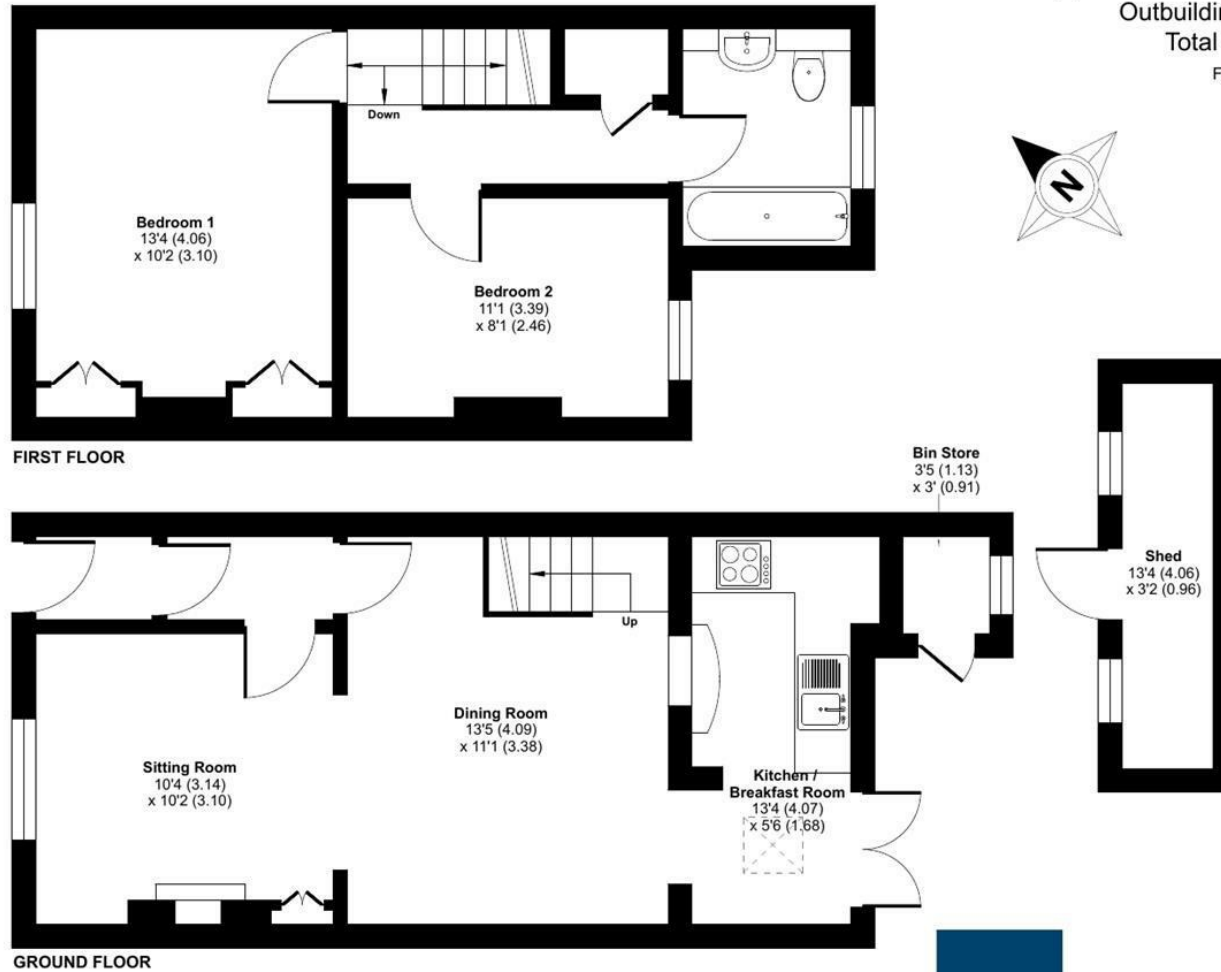 Outbuildin
Total
F
Down
Bedroom 1
13'4 (4.06)
x 10'2 (3.10)
Bedroom 2
11'1 (3.39)
x 8'1 (2.46)
N
FIRST FLOOR
Bin Store
3'5 (1.13)
x 3' (0.91)
Shed
13'4 (4.06)
x 3'2 (0.96)
Up
Dining Room
13'5 (4.09)
x 11'1 (3.38)
Sitting Room
10'4 (3.14)
x 10'2 (3.10)
Kitchen /
Breakfast Room
13'4 (4.07)
x 5'6 (1.68)
GROUND FLOOR